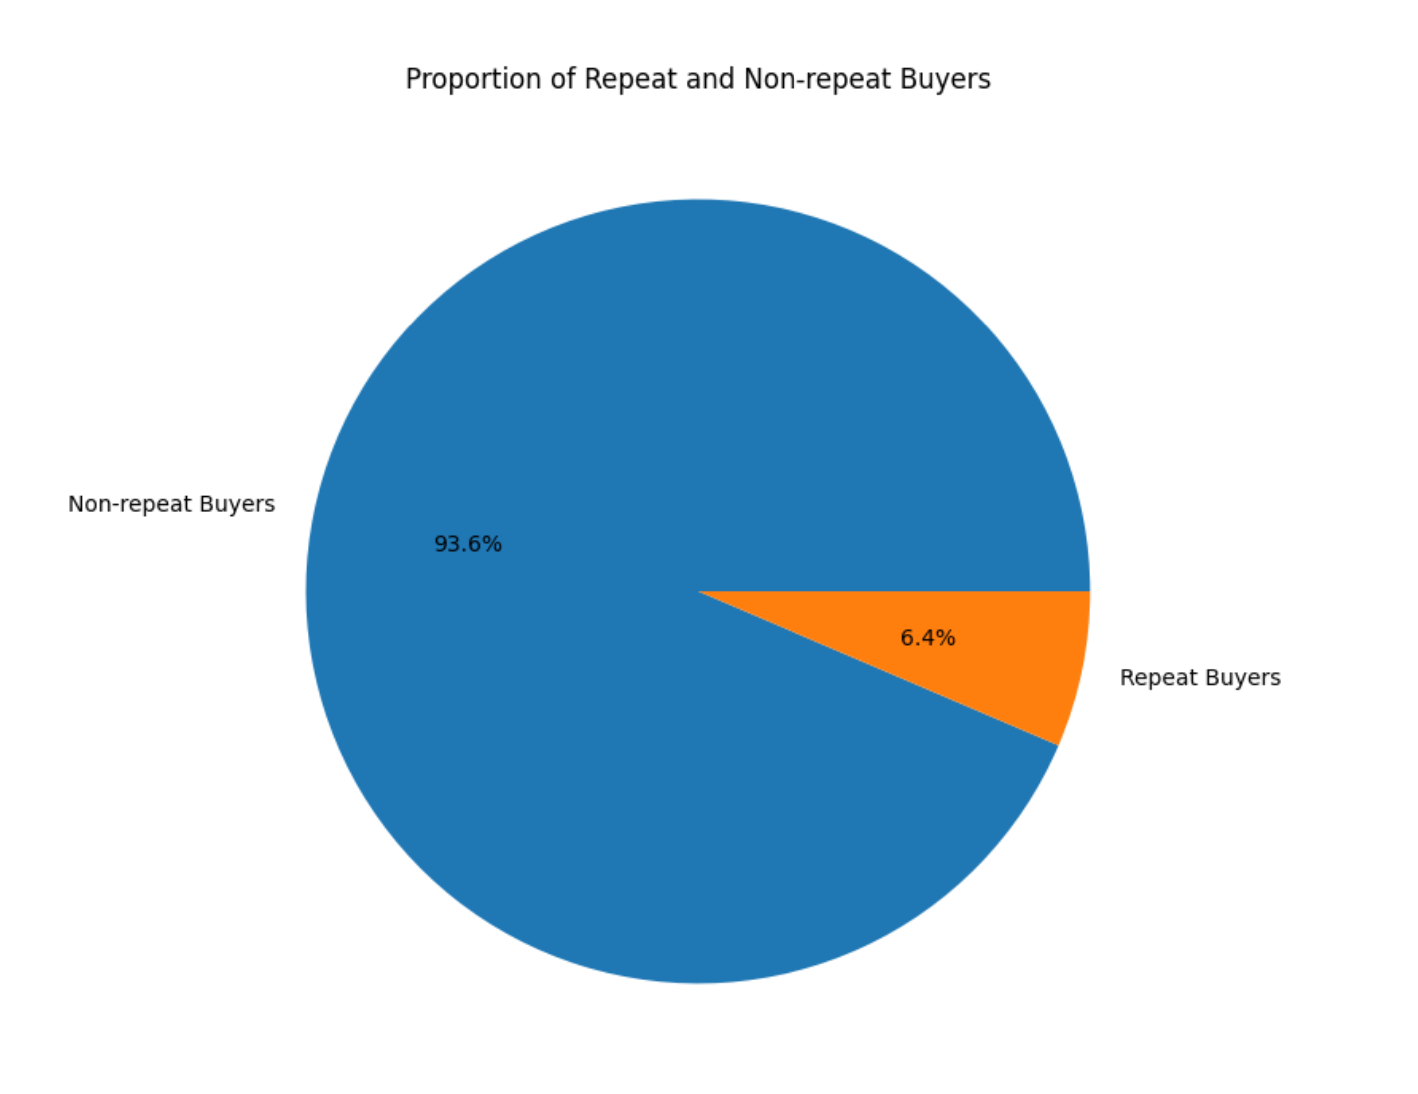 Proportion of Repeat and Non-repeat Buyers
Non-repeat Buyers
93.6%
6.4%
Repeat Buyers